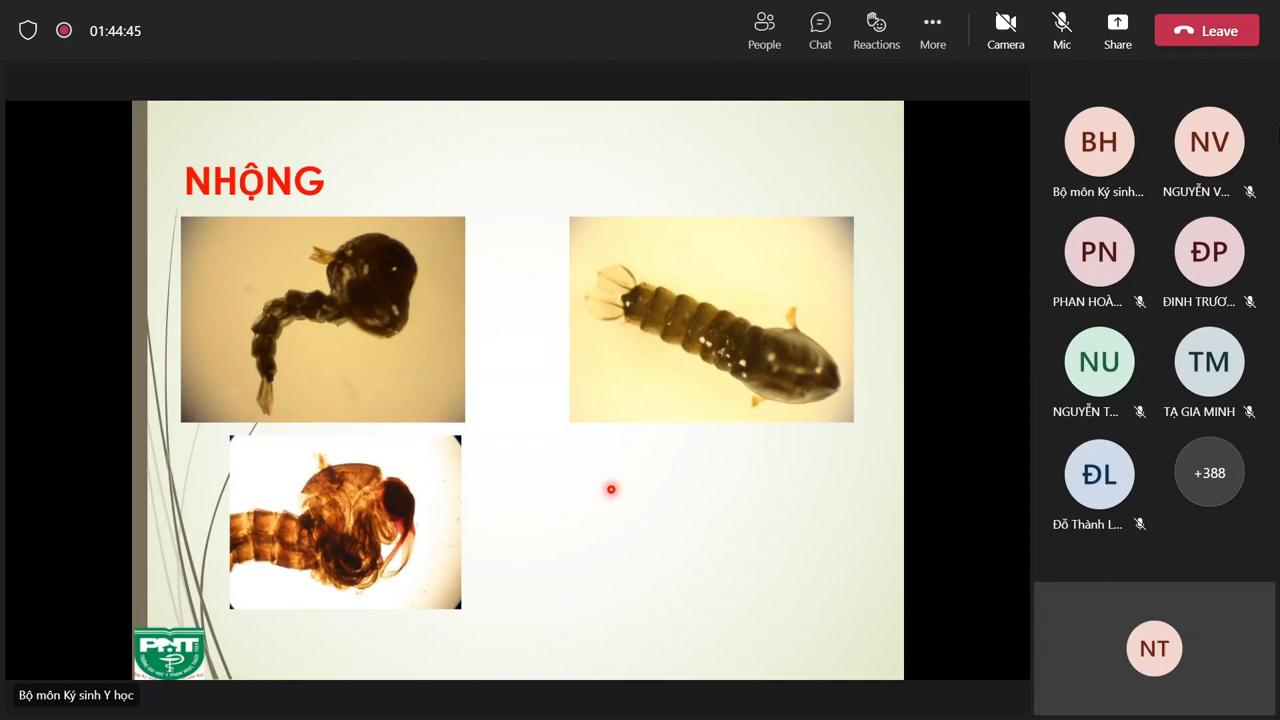 01:44:45
People
Chat
Reactions
More
Camera
Mic
Share
Leave
NHỘNG
PNT
Bộ môn Ký sinh Y học
BH
Bộ môn Ký sinh...
NV
NGUYỄN V...
PN
PHAN HOÀ...
ĐP
ĐINH TRƯƠ...
NU
NGUYỄN T...
TM
TẠ GIA MINH
ĐL
Đỗ Thành L...
+388
NT